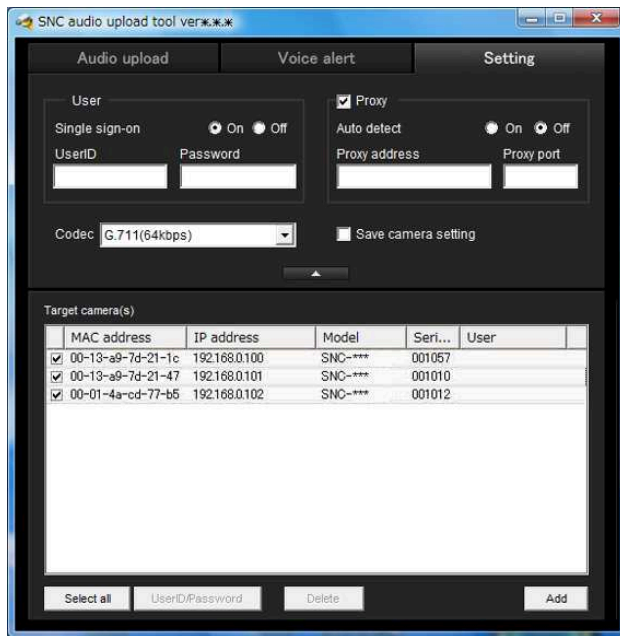 SNC audio upload tool ver*.*.*
Audio upload Voice alert Setting
User Proxy
Single sign-on On Off Auto detect On Off
UserID Password Proxy address Proxy port
Codec G.711(64kbps) Save camera setting
Target camera(s)
MAC address IP address Model Seri... User
00-13-a9-7d-21-1c 192.168.0.100 SNC-*** 001057
00-13-a9-7d-21-47 192.168.0.101 SNC-*** 001010
00-01-4a-cd-77-b5 192.168.0.102 SNC-*** 001012
Select all UserID/Password Delete Add